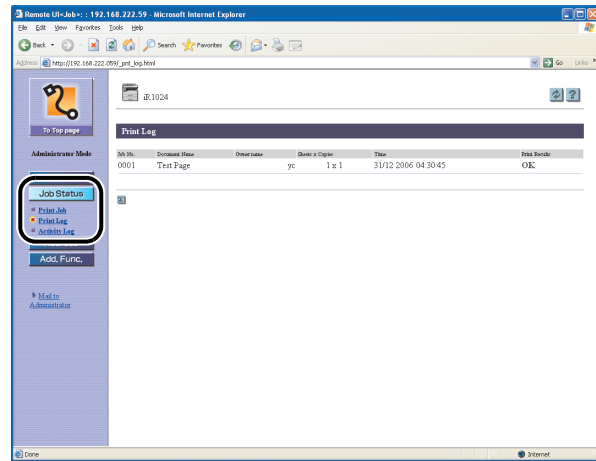 Remote UI<Job>: : 192.168.222.59 - Microsoft Internet Explorer
File Edit View Favorites Tools Help
Back Search Favorites
Address http://192.168.222.059/_pnt_log.html Go Links
iR1024
To Top page
Print Log
Administrator Mode
Job No. Document Name Owner name Sheets x Copies Time Print Results
0001 Test Page yc 1 x 1 31/12 2006 04:30:45 OK
Job Status
Print Job
Print Log
Activity Log
Add. Func.
Mail to
Administrator
Done Internet